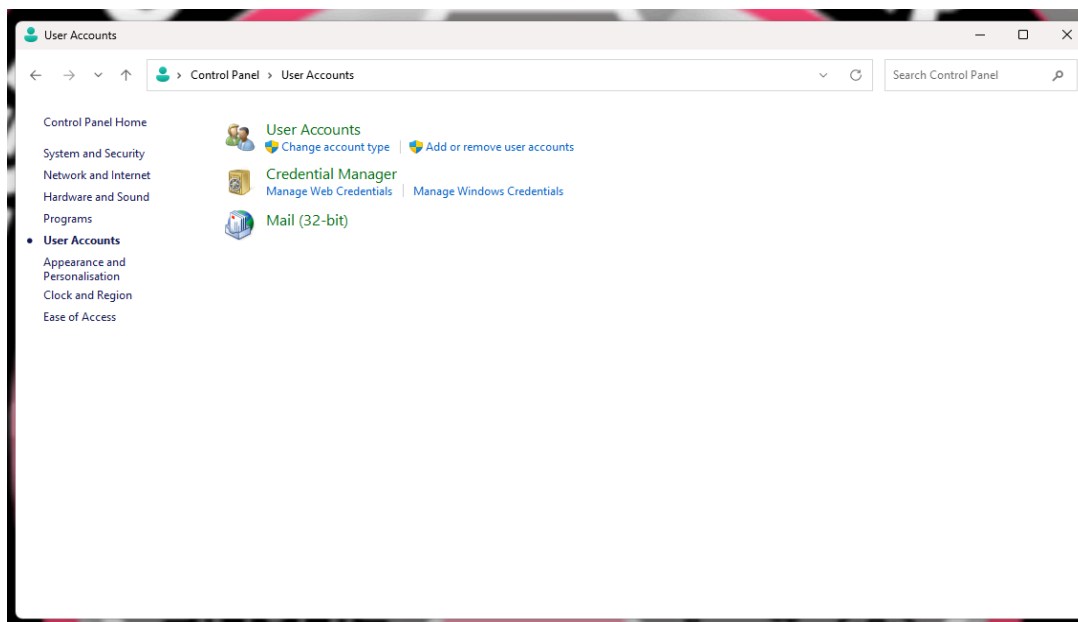 User Accounts
Control Panel > User Accounts
Search Control Panel
Control Panel Home
System and Security
Network and Internet
Hardware and Sound
Programs
User Accounts
Appearance and
Personalisation
Clock and Region
Ease of Access
User Accounts
Change account type
Add or remove user accounts
Credential Manager
Manage Web Credentials
Manage Windows Credentials
Mail (32-bit)